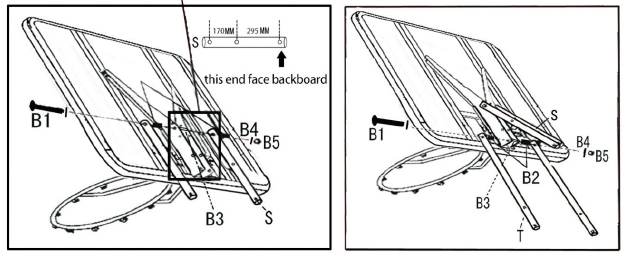 170MM 295 MM
S
this end face backboard
B1
B4
B5
B3
S
B1
S
B4
B5
B2
B3
T